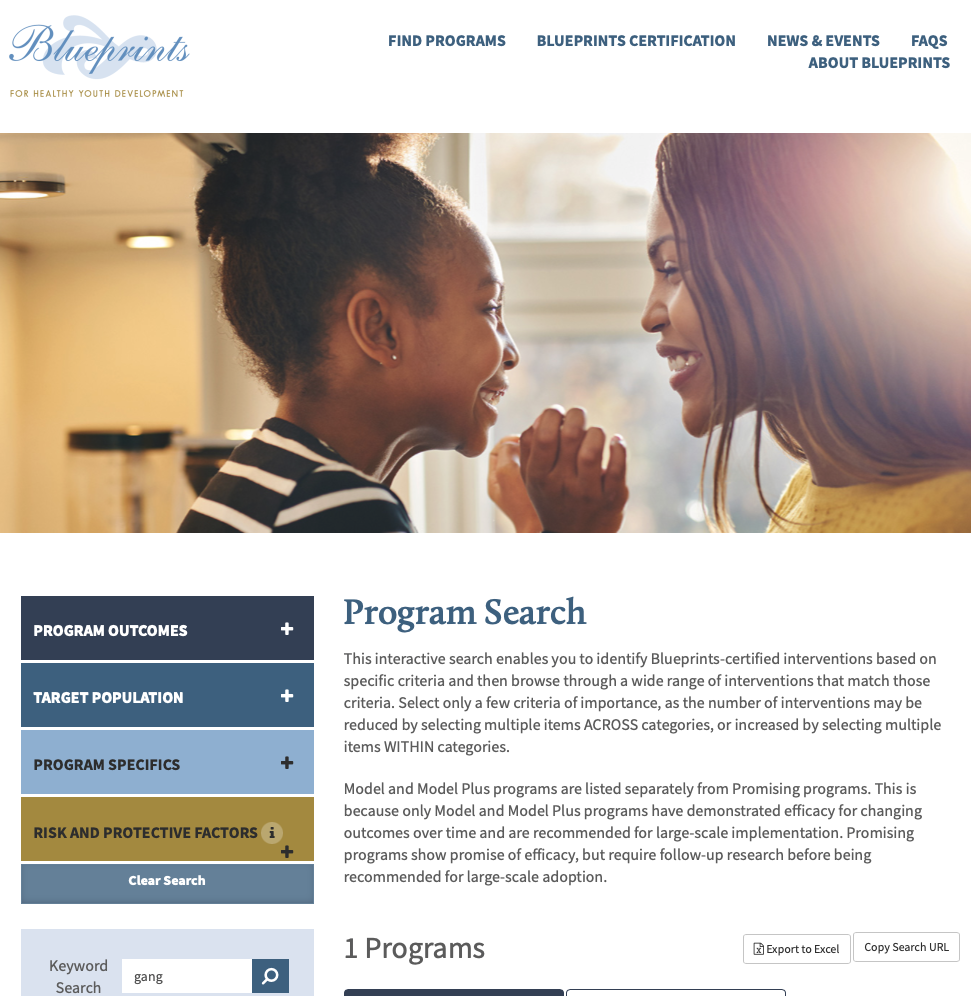 Blueprints
FOR HEALTHY YOUTH DEVELOPMENT
FIND PROGRAMS BLUEPRINTS CERTIFICATION NEWS & EVENTS FAQS
ABOUT BLUEPRINTS
PROGRAM OUTCOMES +
TARGET POPULATION +
PROGRAM SPECIFICS +
RISK AND PROTECTIVE FACTORS i
+
Clear Search
Keyword
Search
gang
Program Search
This interactive search enables you to identify Blueprints-certified interventions based on
specific criteria and then browse through a wide range of interventions that match those
criteria. Select only a few criteria of importance, as the number of interventions may be
reduced by selecting multiple items ACROSS categories, or increased by selecting multiple
items WITHIN categories.
Model and Model Plus programs are listed separately from Promising programs. This is
because only Model and Model Plus programs have demonstrated efficacy for changing
outcomes over time and are recommended for large-scale implementation. Promising
programs show promise of efficacy, but require follow-up research before being
recommended for large-scale adoption.
1 Programs
Export to Excel
Copy Search URL